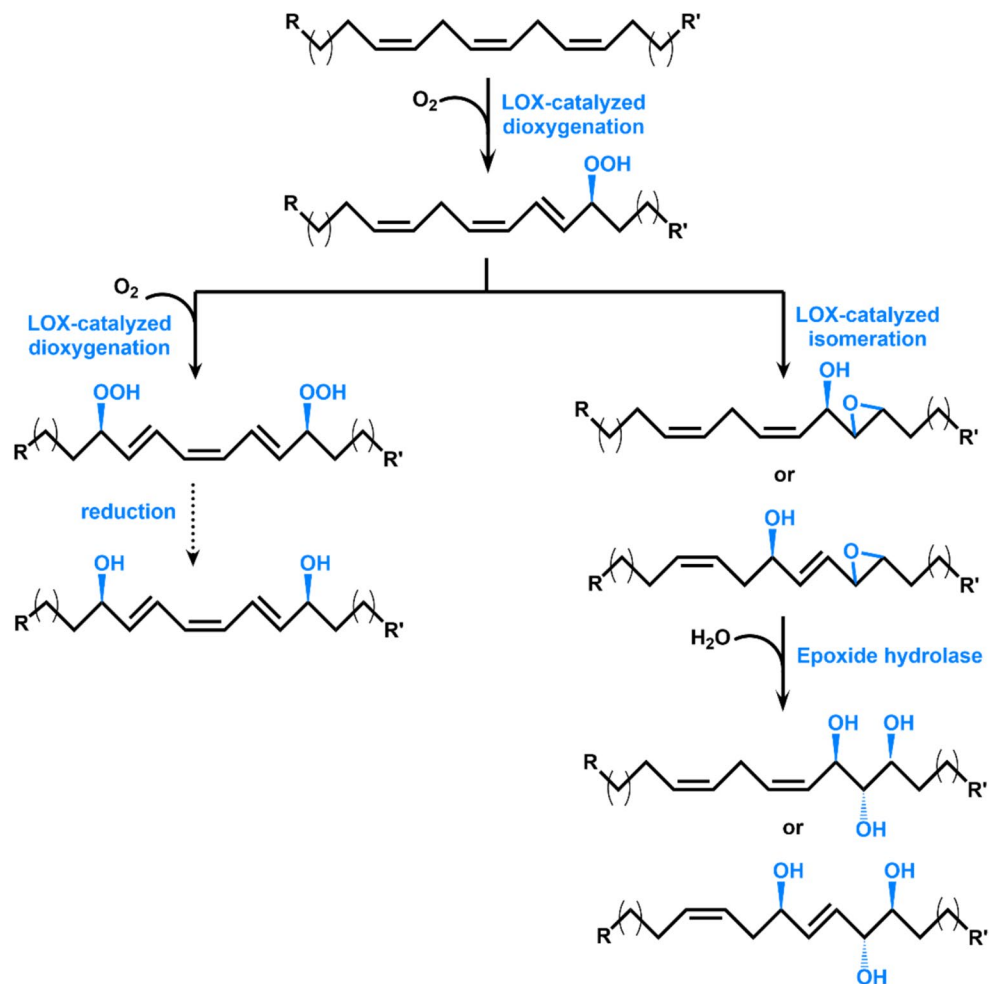 R R'
O₂ LOX-catalyzed
dioxygenation
OOH
R R'
O₂
LOX-catalyzed
dioxygenation
LOX-catalyzed
isomeration
OOH OOH
R R'
OH
O
R R'
or
reduction
OH
O
R R'
OH OH
R R'
H₂O Epoxide hydrolase
OH OH
R R'
OH
or
OH OH
R R'
OH